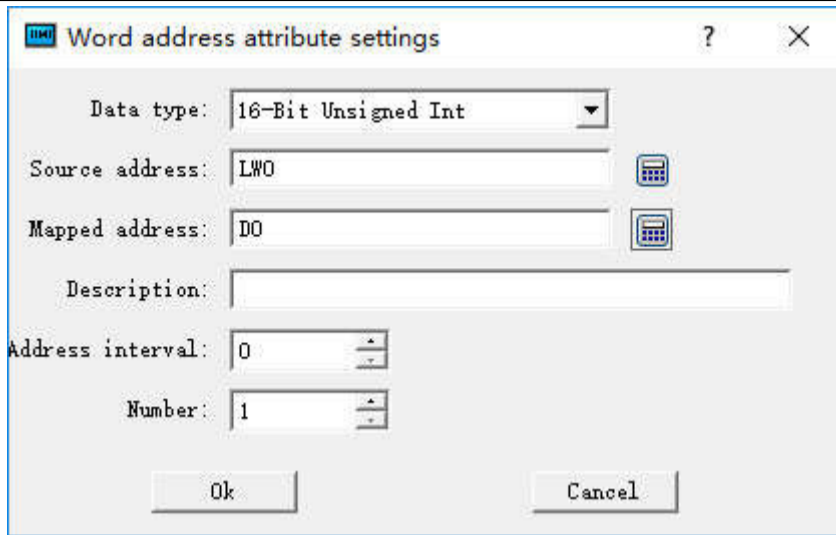 Word address attribute settings ?
Data type: 16-Bit Unsigned Int
Source address: LW0
Mapped address: D0
Description:
Address interval: 0
Number: 1
Ok Cancel